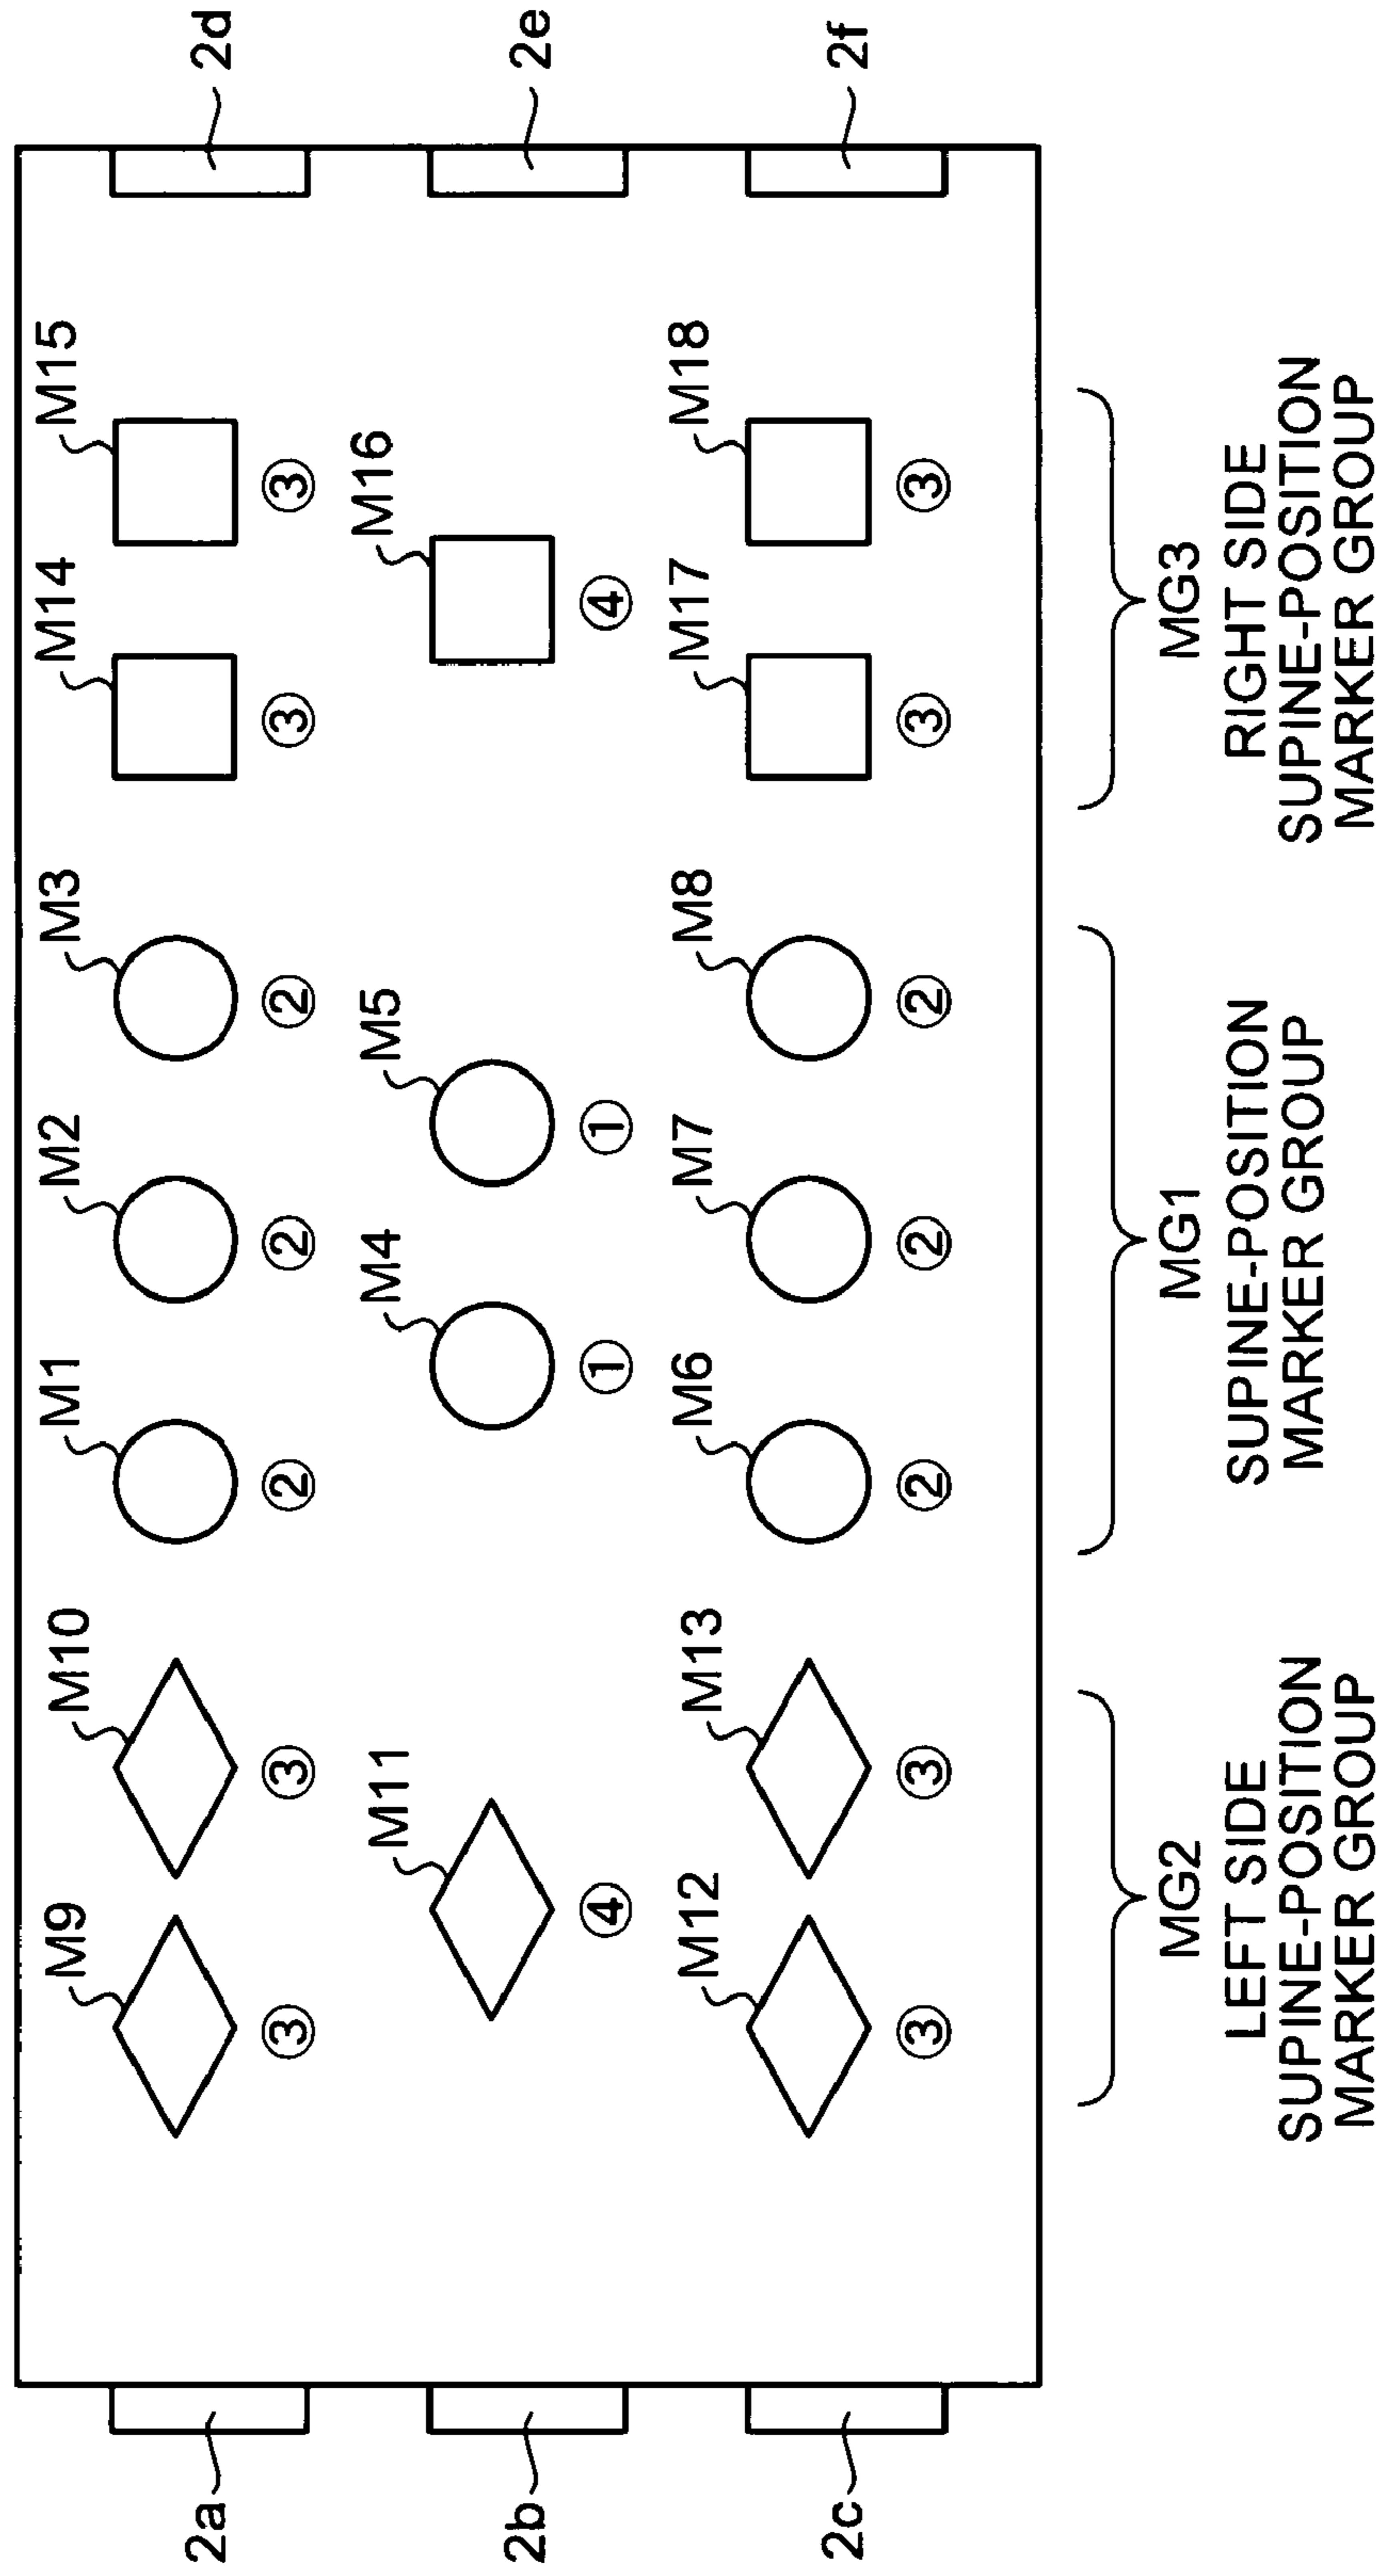 M9 M10 M1 M2 M3 M14 M15
2a 2d
③ ③ ② ② ② ③ ③
M11 M4 M5 M16
2b 2e
④ ① ① ④
M12 M13 M6 M7 M8 M17 M18
2c 2f
③ ③ ② ② ② ③ ③
MG2
LEFT SIDE
SUPINE-POSITION
MARKER GROUP
MG1
SUPINE-POSITION
MARKER GROUP
MG3
RIGHT SIDE
SUPINE-POSITION
MARKER GROUP